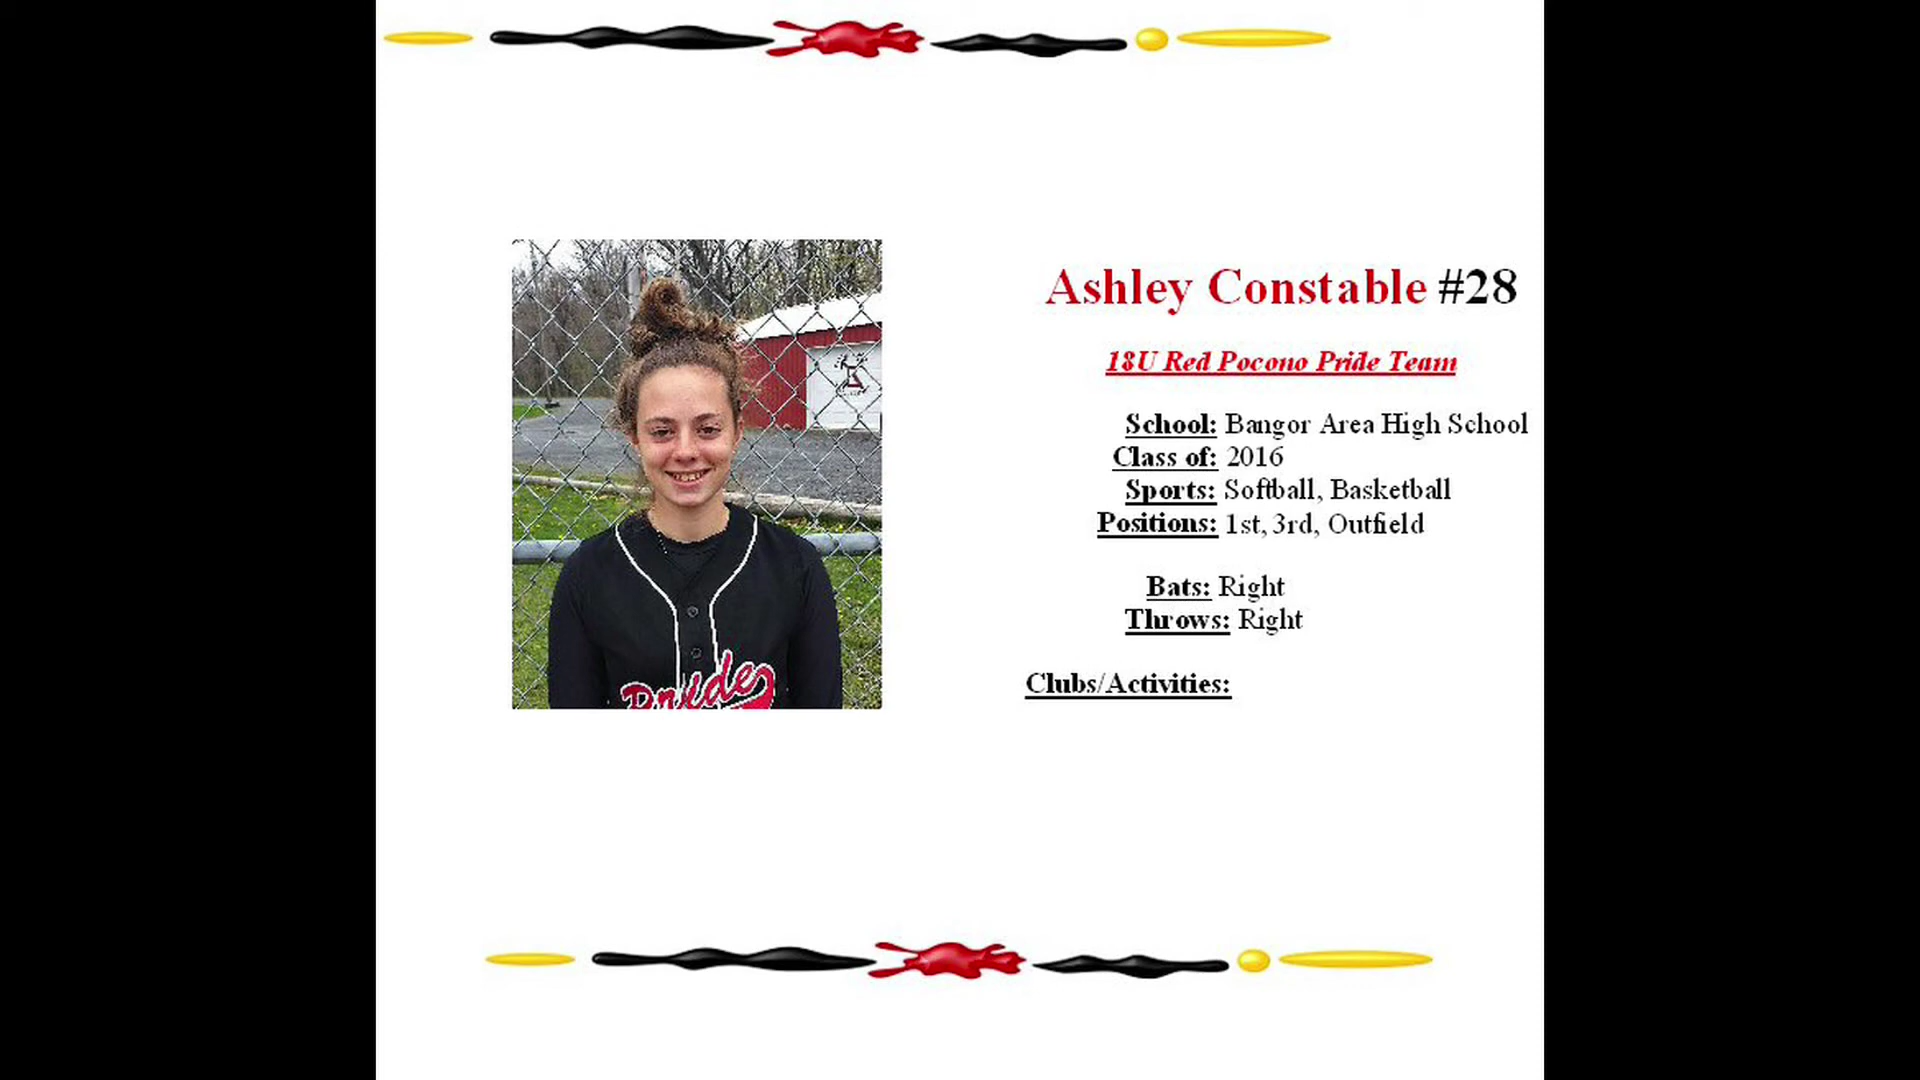 Ashley Constable #28
18U Red Pocono Pride Team
School: Bangor Area High School
Class of: 2016
Sports: Softball, Basketball
Positions: 1st, 3rd, Outfield
Bats: Right
Throws: Right
Clubs/Activities:
Pride